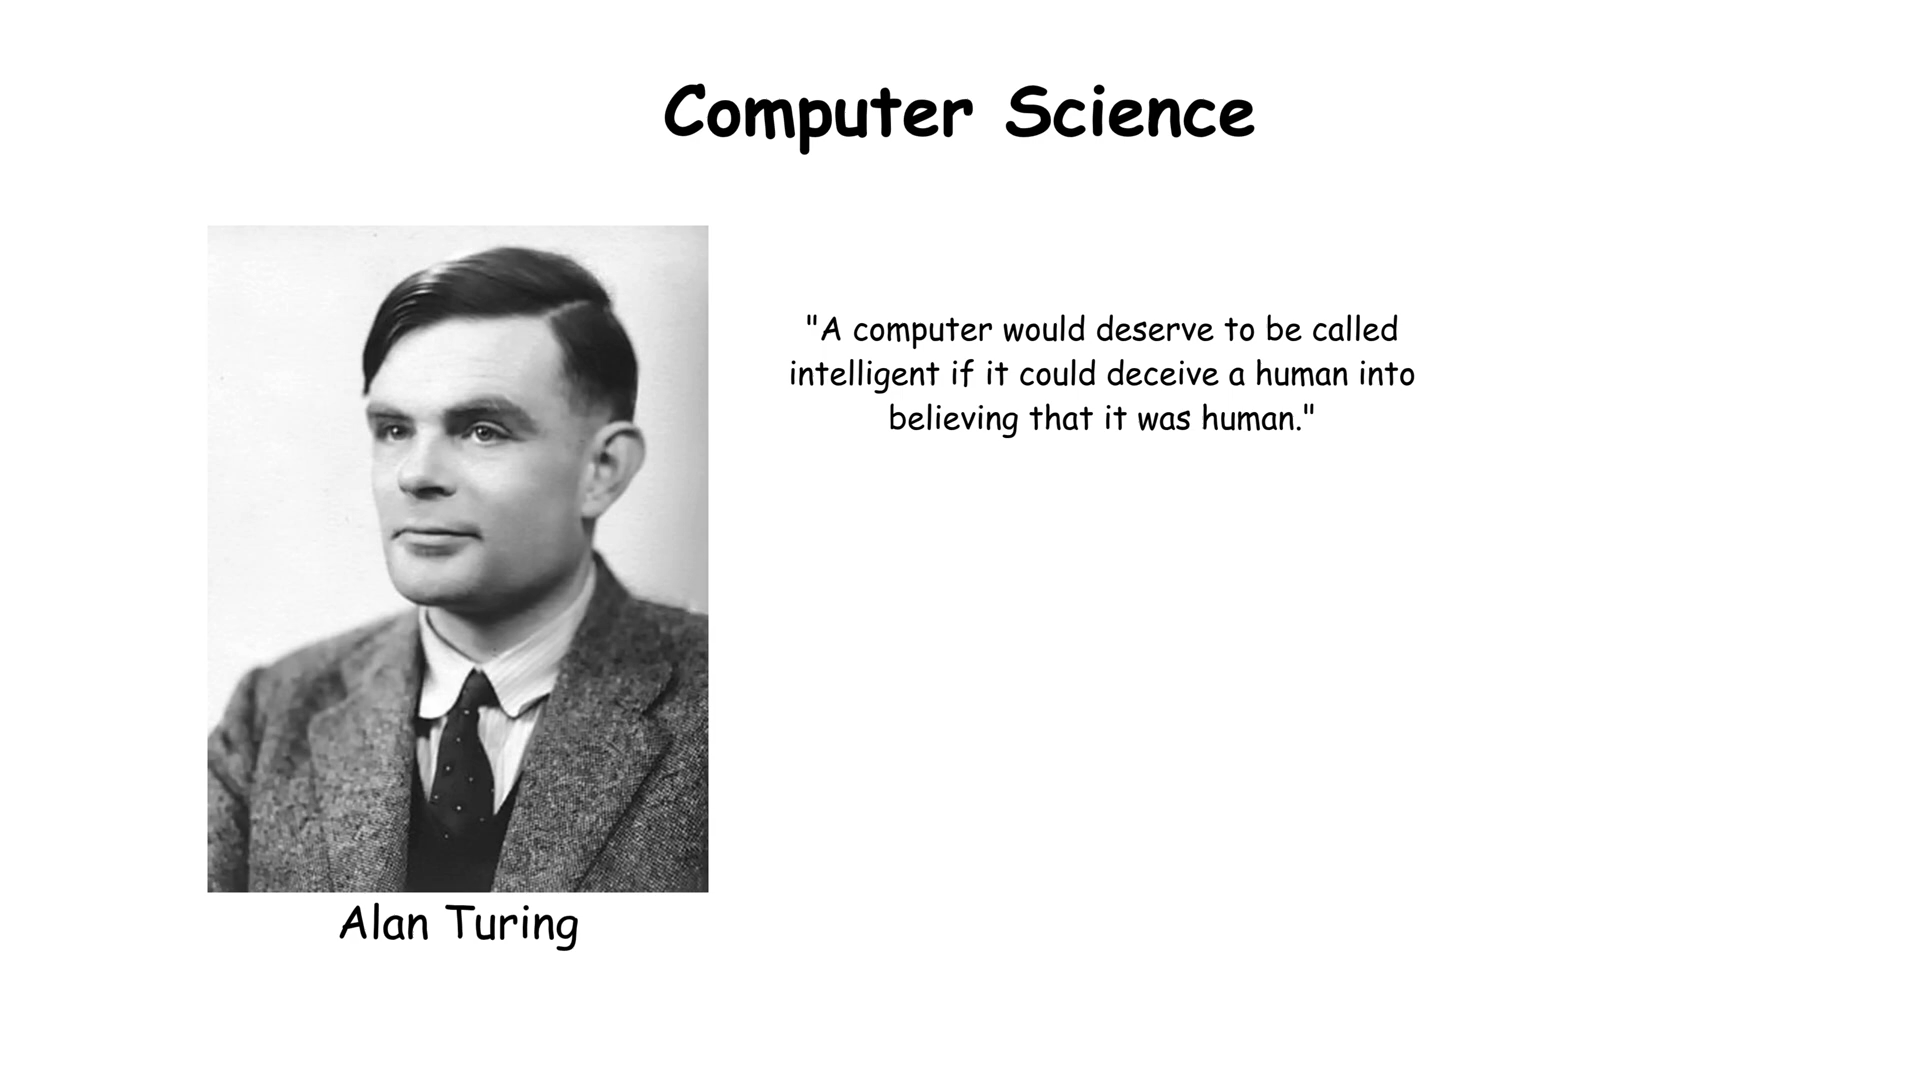 Computer Science
"A computer would deserve to be called
intelligent if it could deceive a human into
believing that it was human."
Alan Turing